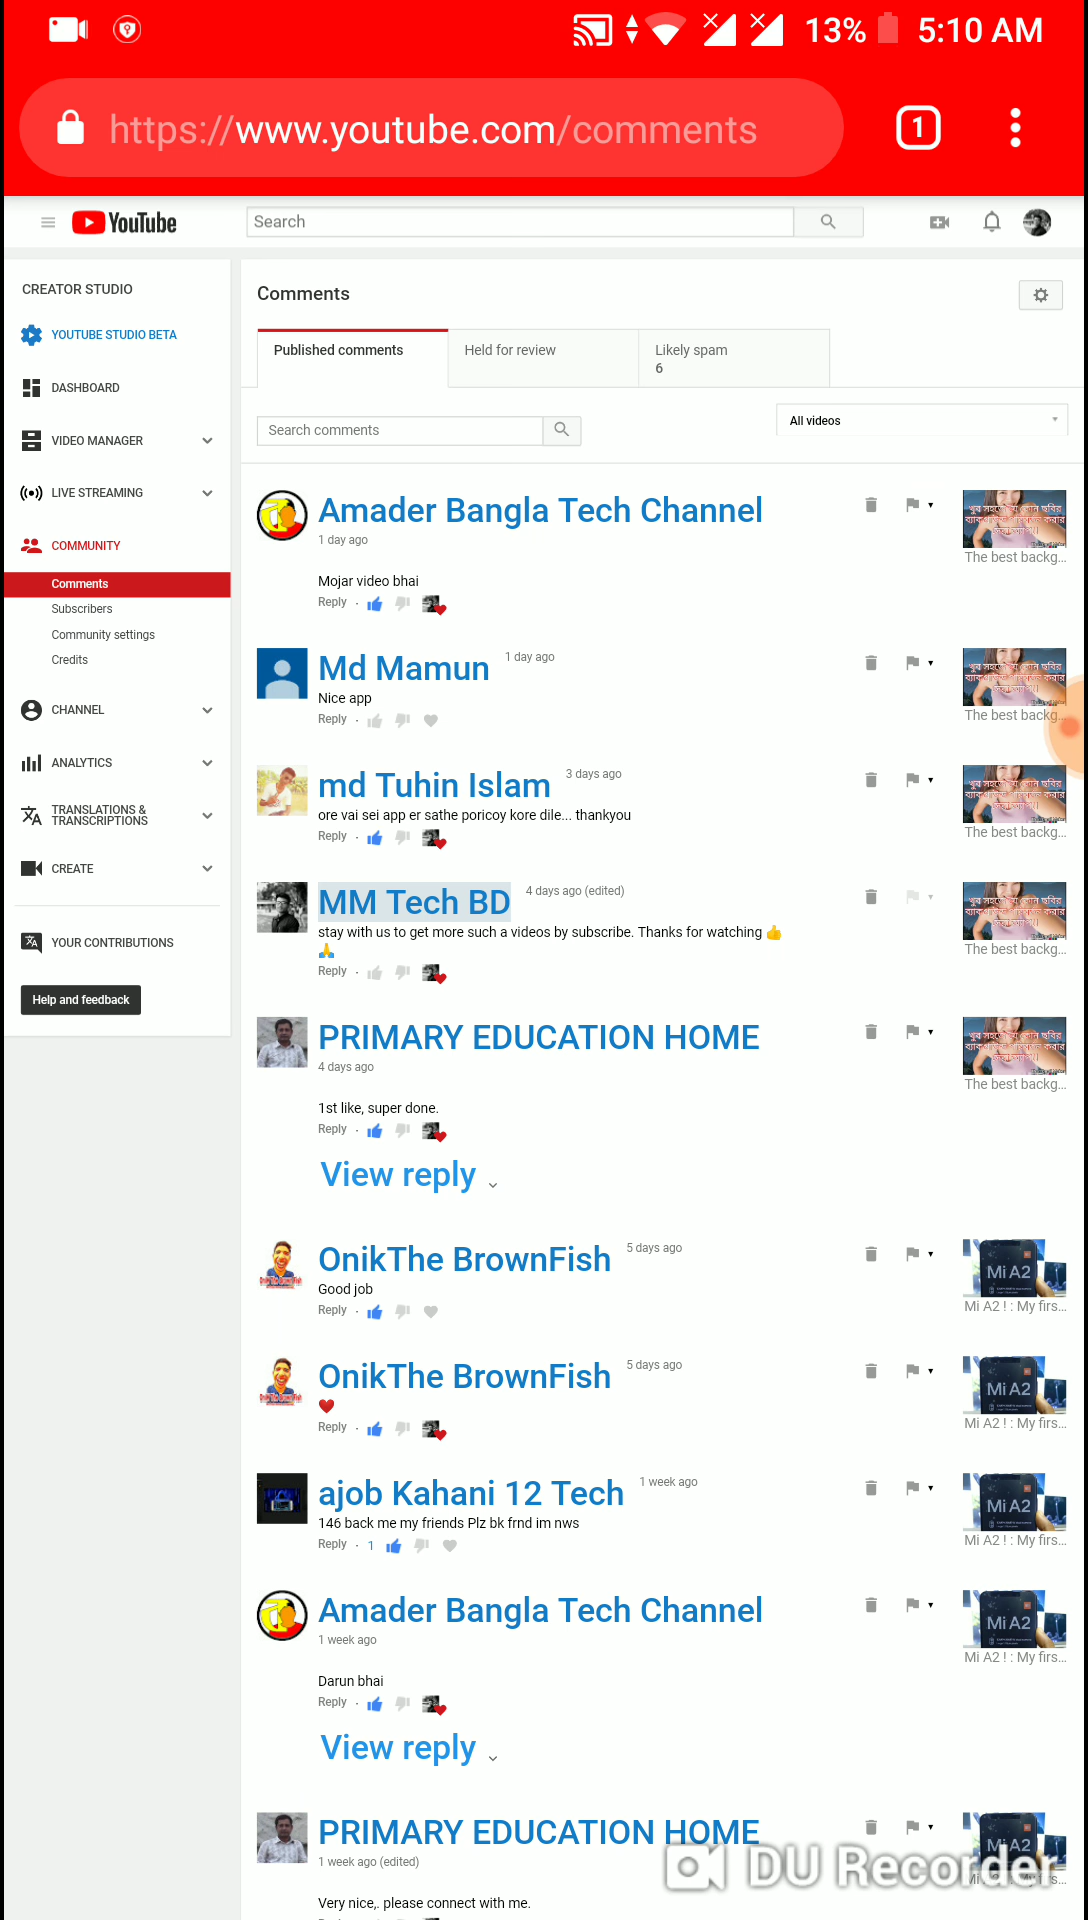 13% 5:10 AM
https://www.youtube.com/comments
1
YouTube
Search
CREATOR STUDIO
YOUTUBE STUDIO BETA
DASHBOARD
VIDEO MANAGER
LIVE STREAMING
COMMUNITY
Comments
Subscribers
Community settings
Credits
CHANNEL
ANALYTICS
TRANSLATIONS &
TRANSCRIPTIONS
CREATE
YOUR CONTRIBUTIONS
Help and feedback
Comments
Published comments
Held for review
Likely spam
6
Search comments
All videos
Amader Bangla Tech Channel
1 day ago
Mojar video bhai
Reply
The best backg...
Md Mamun 1 day ago
Nice app
Reply
The best backg...
md Tuhin Islam 3 days ago
ore vai sei app er sathe poricoy kore dile... thankyou
Reply
The best backg...
MM Tech BD 4 days ago (edited)
stay with us to get more such a videos by subscribe. Thanks for watching 👍
🙏
Reply
The best backg...
PRIMARY EDUCATION HOME
4 days ago
1st like, super done.
Reply
The best backg...
View reply
OnikThe BrownFish 5 days ago
Good job
Reply
Mi A2
Mi A2 ! : My firs...
OnikThe BrownFish 5 days ago
❤
Reply
Mi A2
Mi A2 ! : My firs...
ajob Kahani 12 Tech 1 week ago
146 back me my friends Plz bk frnd im nws
Reply · 1
Mi A2
Mi A2 ! : My firs...
Amader Bangla Tech Channel
1 week ago
Darun bhai
Reply
Mi A2
Mi A2 ! : My firs...
View reply
PRIMARY EDUCATION HOME
1 week ago (edited)
Very nice,. please connect with me.
Mi A2
DU Recorder